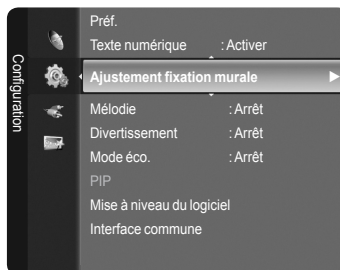 Configuration
Préf.
Texte numérique : Activer
Ajustement fixation murale
Mélodie : Arrêt
Divertissement : Arrêt
Mode éco. : Arrêt
PIP
Mise à niveau du logiciel
Interface commune